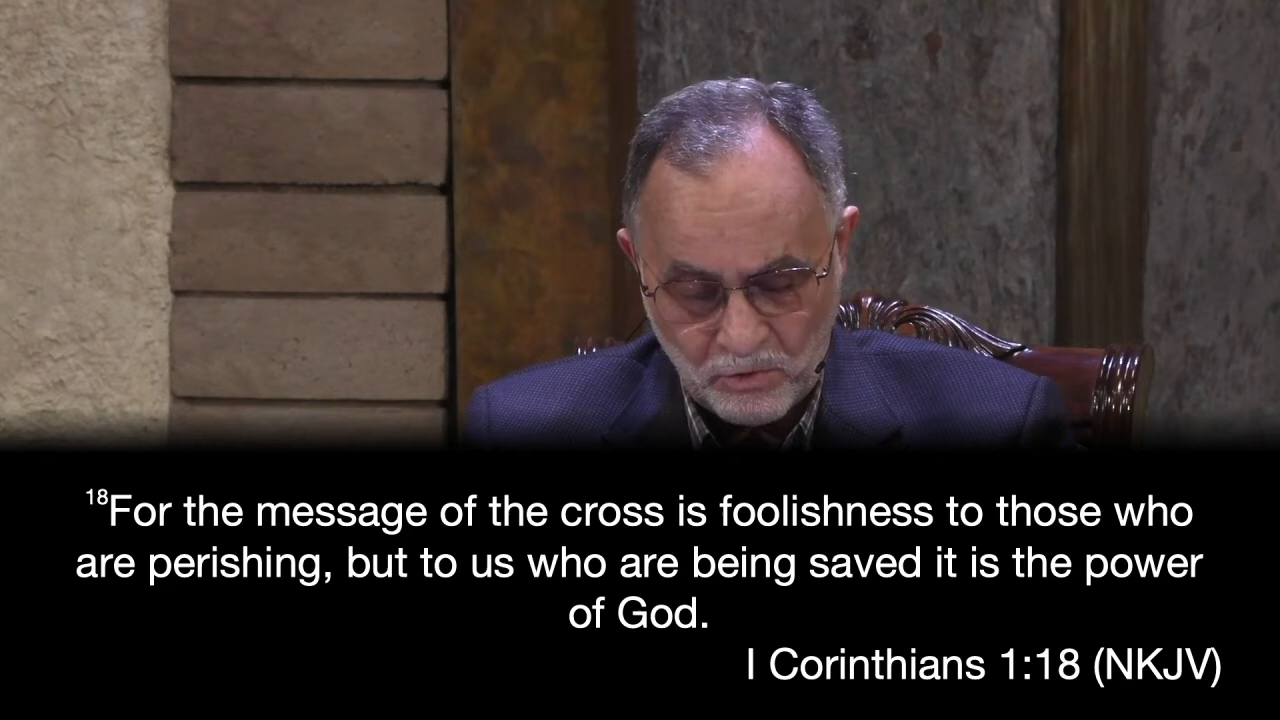 18For the message of the cross is foolishness to those who
are perishing, but to us who are being saved it is the power
of God.
I Corinthians 1:18 (NKJV)